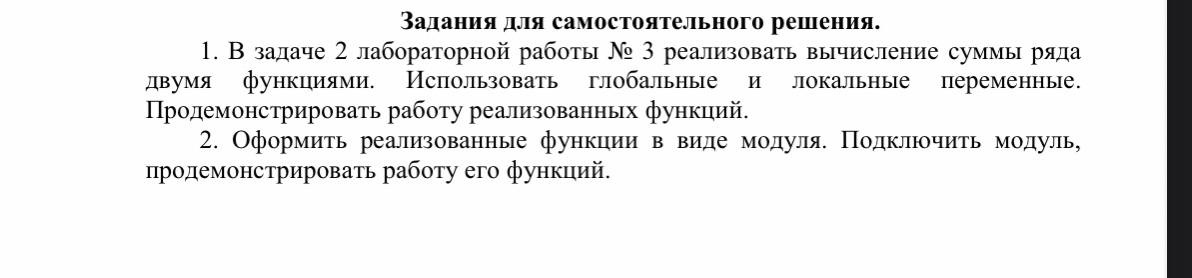 Задания для самостоятельного решения.
1. В задаче 2 лабораторной работы № 3 реализовать вычисление суммы ряда
двумя функциями. Использовать глобальные и локальные переменные.
Продемонстрировать работу реализованных функций.
2. Оформить реализованные функции в виде модуля. Подключить модуль,
продемонстрировать работу его функций.